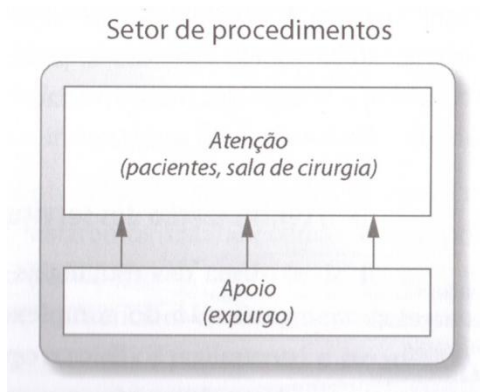 Setor de procedimentos
Atenção
(pacientes, sala de cirurgia)
Apoio
(expurgo)